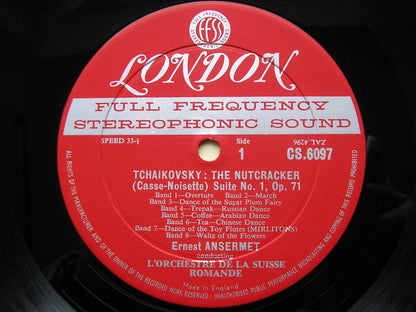 FULL FREQUENCY RANGE RECORDING
FFSS
LONDON
FULL FREQUENCY
STEREOPHONIC SOUND
SPEED 33⅓
Side
1
ZAL.4296
CS.6097
TCHAIKOVSKY : THE NUTCRACKER
(Casse-Noisette) Suite No. 1, Op. 71
Band 1—Overture Band 2—March
Band 3—Dance of the Sugar Plum Fairy
Band 4—Trepak—Russian Dance
Band 5—Coffee—Arabian Dance
Band 6—Tea—Chinese Dance
Band 7—Dance of the Toy Flutes (MIRLITONS)
Band 8—Waltz of the Flowers
Ernest ANSERMET
conducting
L'ORCHESTRE DE LA SUISSE
ROMANDE
Made in England
ALL RIGHTS OF THE MANUFACTURER AND OF THE OWNER OF THE RECORDED WORK RESERVED · UNAUTHORISED PUBLIC PERFORMANCE BROADCASTING AND COPYING OF THIS RECORD PROHIBITED